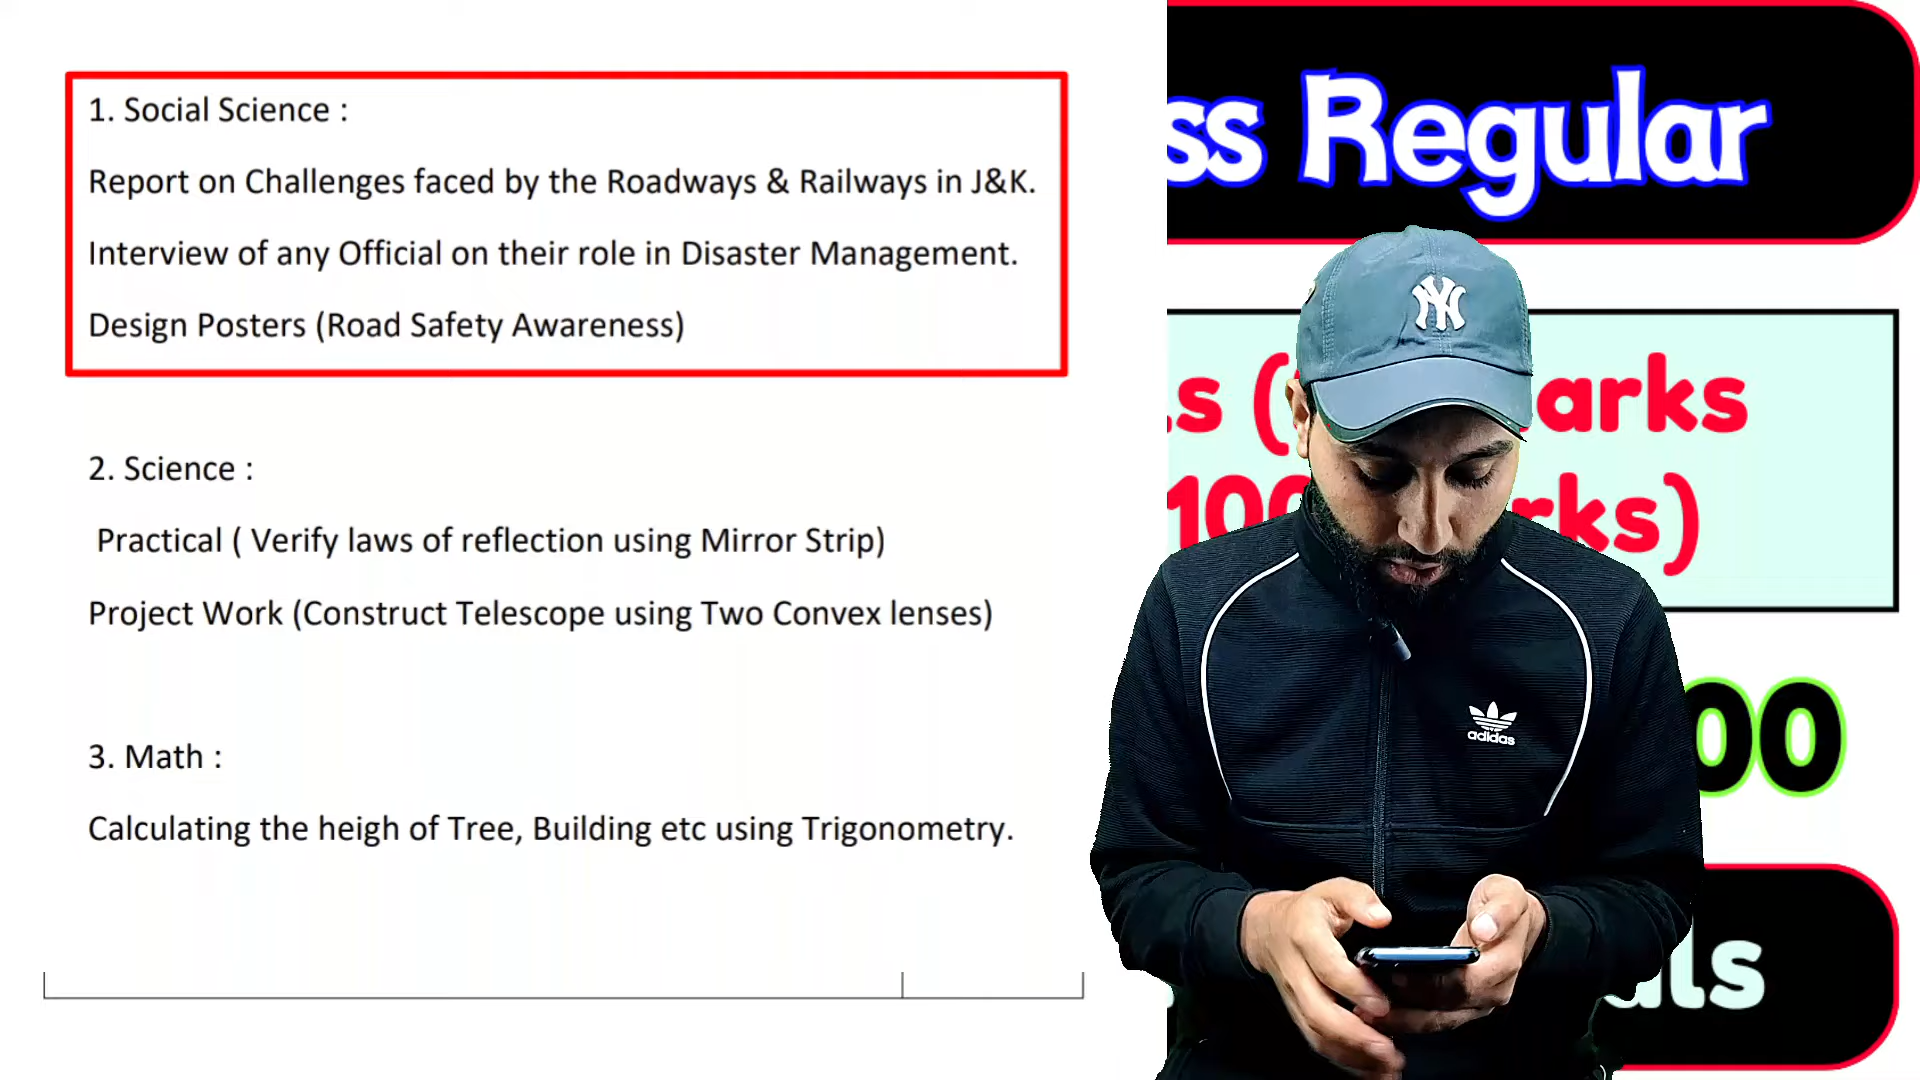 1. Social Science :
Report on Challenges faced by the Roadways & Railways in J&K.
Interview of any Official on their role in Disaster Management.
Design Posters (Road Safety Awareness)
2. Science :
Practical ( Verify laws of reflection using Mirror Strip)
Project Work (Construct Telescope using Two Convex lenses)
3. Math :
Calculating the heigh of Tree, Building etc using Trigonometry.
ss Regular
s ( arks
100 rks)
00
ls
NY
adidas